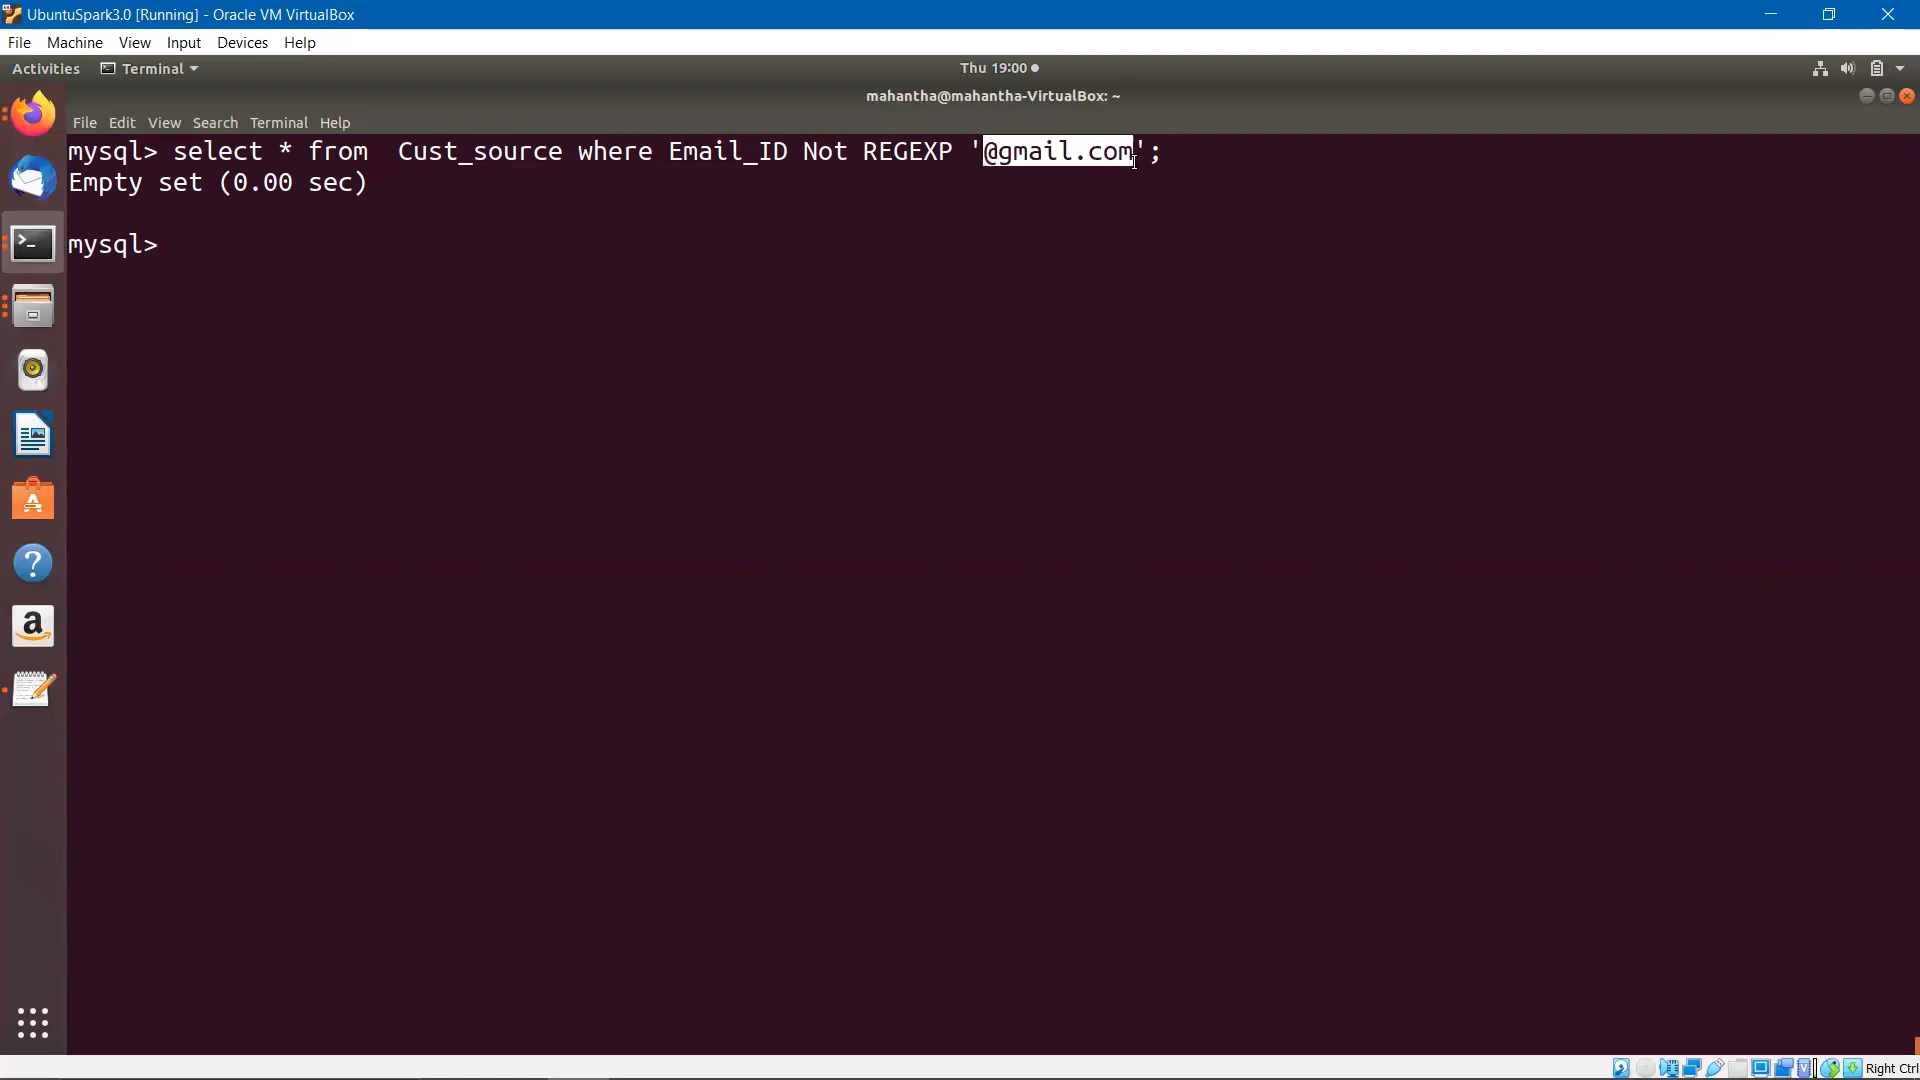 UbuntuSpark3.0 [Running] - Oracle VM VirtualBox
File Machine View Input Devices Help
Activities Terminal Thu 19:00
mahantha@mahantha-VirtualBox: ~
File Edit View Search Terminal Help
mysql> select * from  Cust_source where Email_ID Not REGEXP '@gmail.com';
Empty set (0.00 sec)
mysql>
Right Ctrl